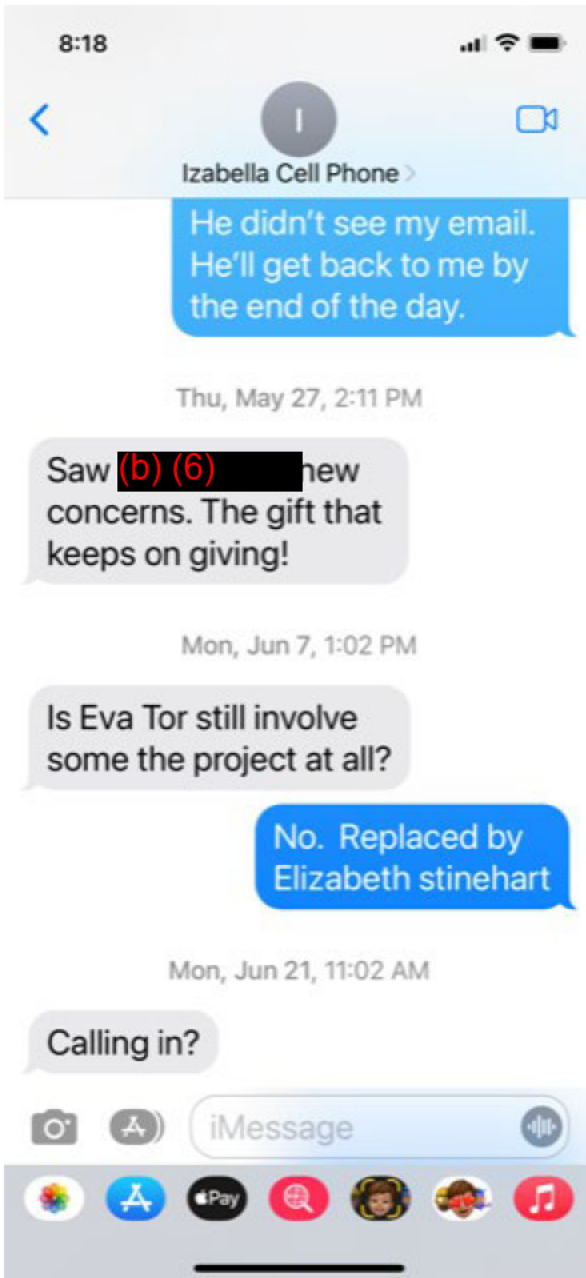 8:18
I
Izabella Cell Phone
He didn't see my email.
He'll get back to me by
the end of the day.
Thu, May 27, 2:11 PM
Saw (b) (6) new
concerns. The gift that
keeps on giving!
Mon, Jun 7, 1:02 PM
Is Eva Tor still involve
some the project at all?
No.  Replaced by
Elizabeth stinehart
Mon, Jun 21, 11:02 AM
Calling in?
iMessage
Pay